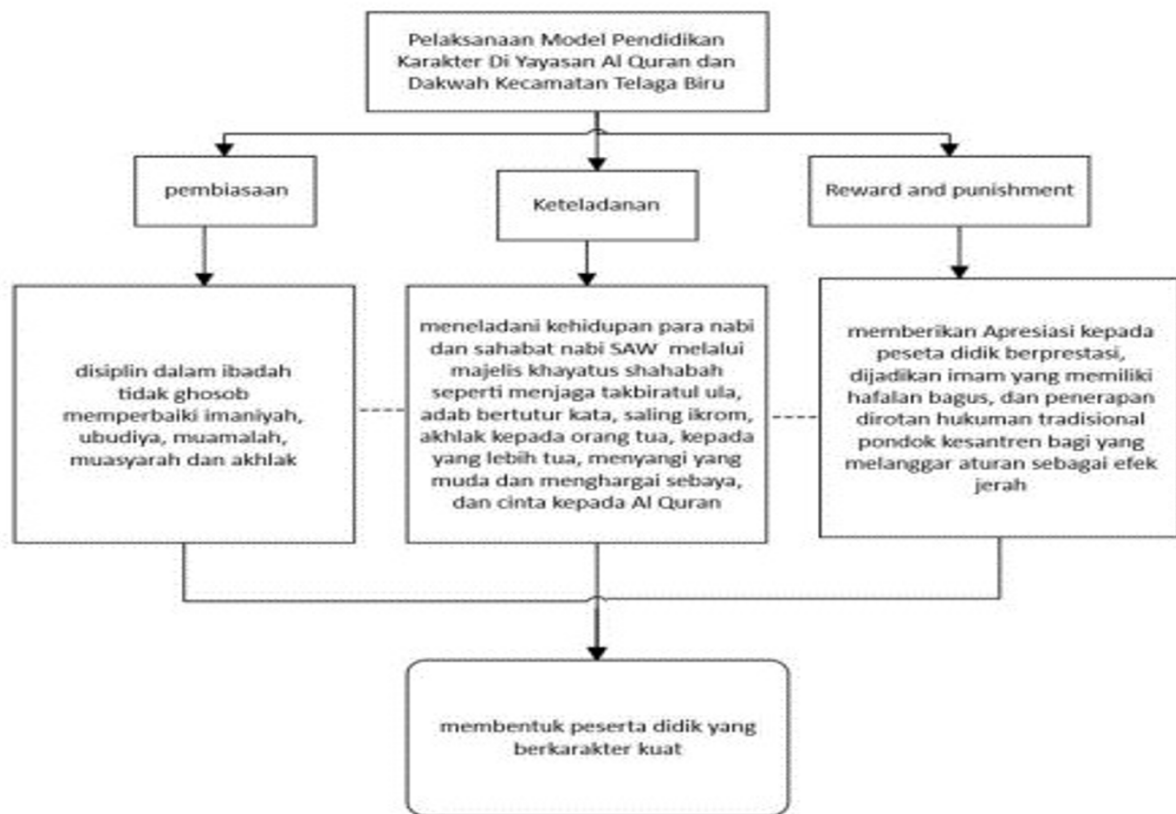 Pelaksanaan Model Pendidikan
Karakter Di Yayasan Al Quran dan
Dakwah Kecamatan Telaga Biru
pembiasaan
Keteladanan
Reward and punishment
disiplin dalam ibadah
tidak ghosob
memperbaiki imaniyah,
ubudiya, muamalah,
muasyarah dan akhlak
meneladani kehidupan para nabi
dan sahabat nabi SAW melalui
majelis khayatus shahabah
seperti menjaga takbiratul ula,
adab bertutur kata, saling ikrom,
akhlak kepada orang tua, kepada
yang lebih tua, menyangi yang
muda dan menghargai sebaya,
dan cinta kepada Al Quran
memberikan Apresiasi kepada
peseta didik berprestasi,
dijadikan imam yang memiliki
hafalan bagus, dan penerapan
dirotan hukuman tradisional
pondok kesantren bagi yang
melanggar aturan sebagai efek
jerah
membentuk peserta didik yang
berkarakter kuat